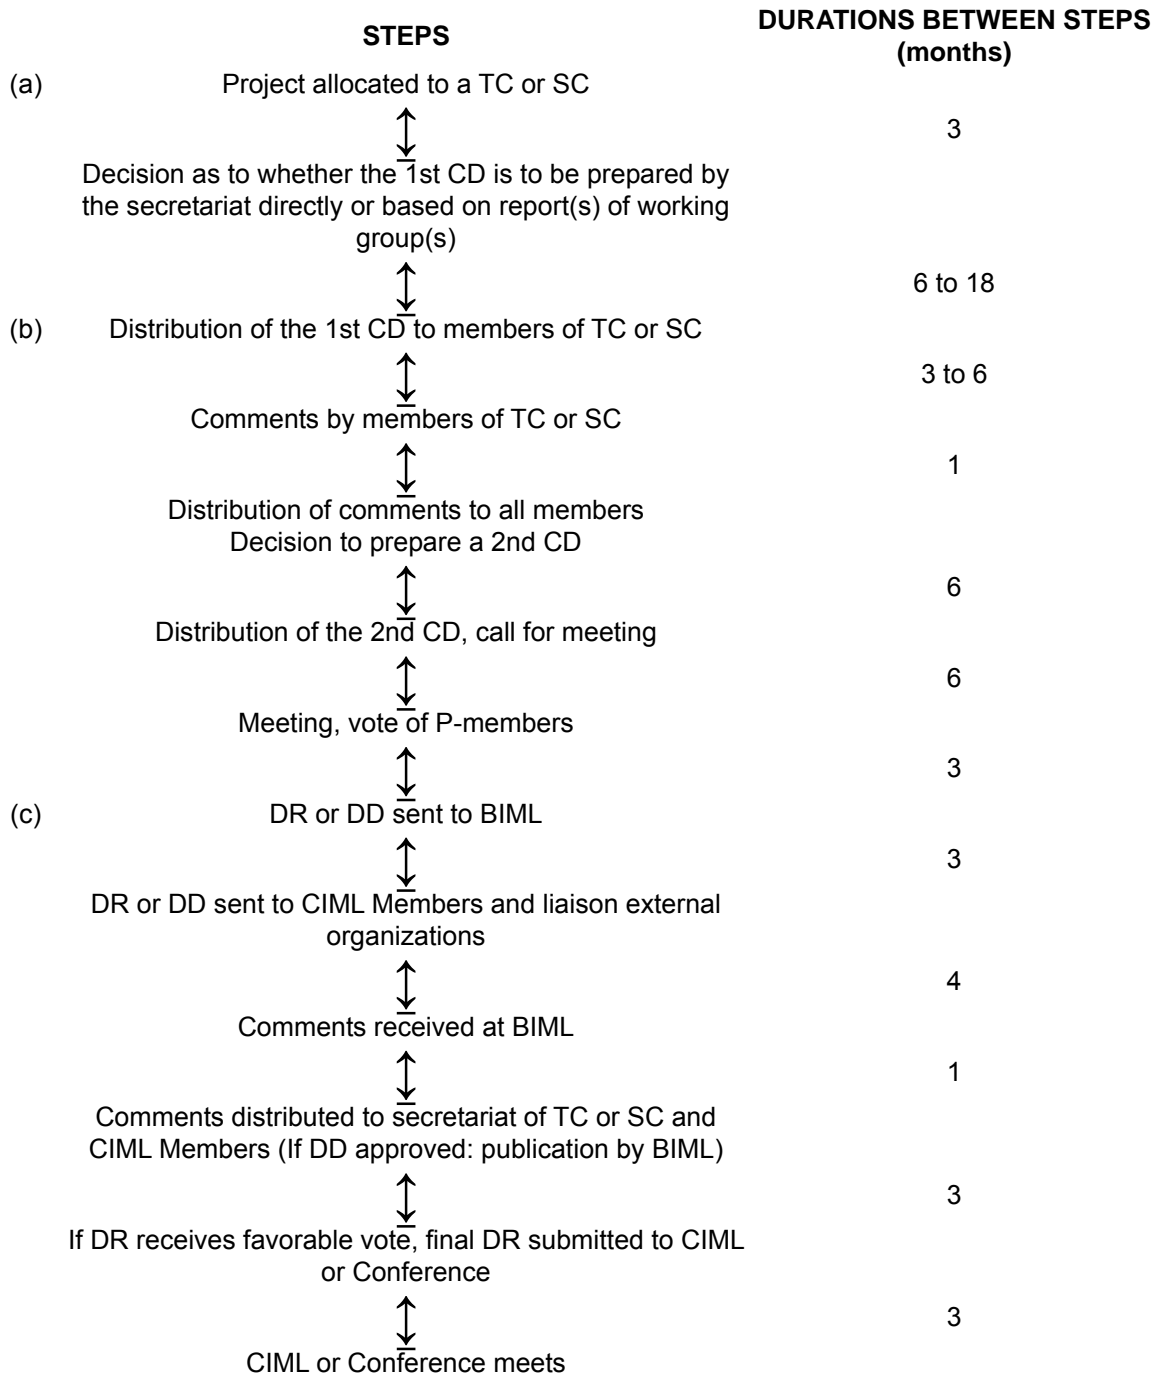 STEPS
DURATIONS BETWEEN STEPS
(months)
(a) Project allocated to a TC or SC
3
Decision as to whether the 1st CD is to be prepared by
the secretariat directly or based on report(s) of working
group(s)
6 to 18
(b) Distribution of the 1st CD to members of TC or SC
3 to 6
Comments by members of TC or SC
1
Distribution of comments to all members
Decision to prepare a 2nd CD
6
Distribution of the 2nd CD, call for meeting
6
Meeting, vote of P-members
3
(c) DR or DD sent to BIML
3
DR or DD sent to CIML Members and liaison external
organizations
4
Comments received at BIML
1
Comments distributed to secretariat of TC or SC and
CIML Members (If DD approved: publication by BIML)
3
If DR receives favorable vote, final DR submitted to CIML
or Conference
3
CIML or Conference meets